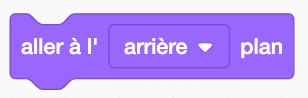 aller à l' arrière plan